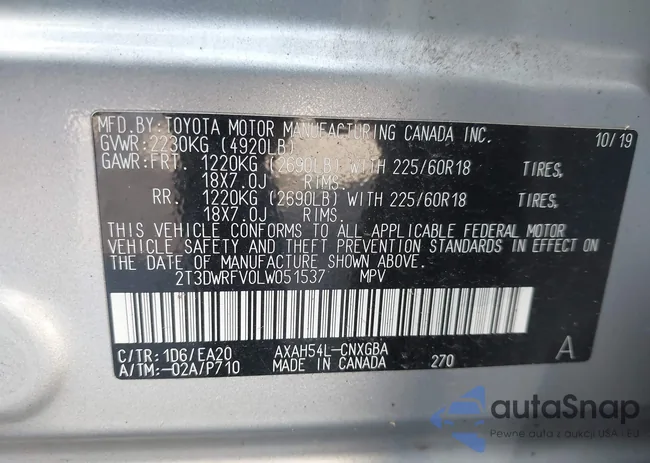 MFD.BY:TOYOTA MOTOR MANUFACTURING CANADA INC.
10/19
GVWR:2230KG (4920LB)
GAWR:FRT. 1220KG (2690LB) WITH 225/60R18 TIRES,
18X7.0J RIMS.
RR. 1220KG (2690LB) WITH 225/60R18 TIRES,
18X7.0J RIMS.
THIS VEHICLE CONFORMS TO ALL APPLICABLE FEDERAL MOTOR
VEHICLE SAFETY AND THEFT PREVENTION STANDARDS IN EFFECT ON
THE DATE OF MANUFACTURE SHOWN ABOVE.
2T3DWRFV0LW051537 MPV
C/TR:1D6/EA20 AXAH54L-CNXGBA A
A/TM:-02A/P710 MADE IN CANADA 270
autaSnap
Pewne auta z aukcji USA - EU